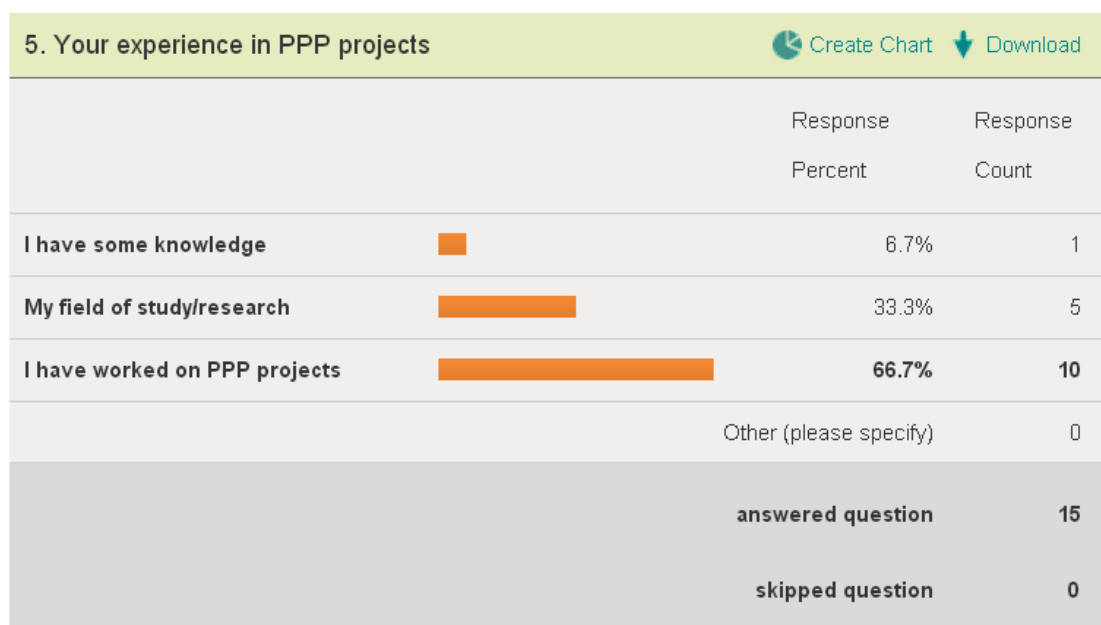 5. Your experience in PPP projects Create Chart Download
Response Response
Percent Count
I have some knowledge 6.7% 1
My field of study/research 33.3% 5
I have worked on PPP projects 66.7% 10
Other (please specify) 0
answered question 15
skipped question 0